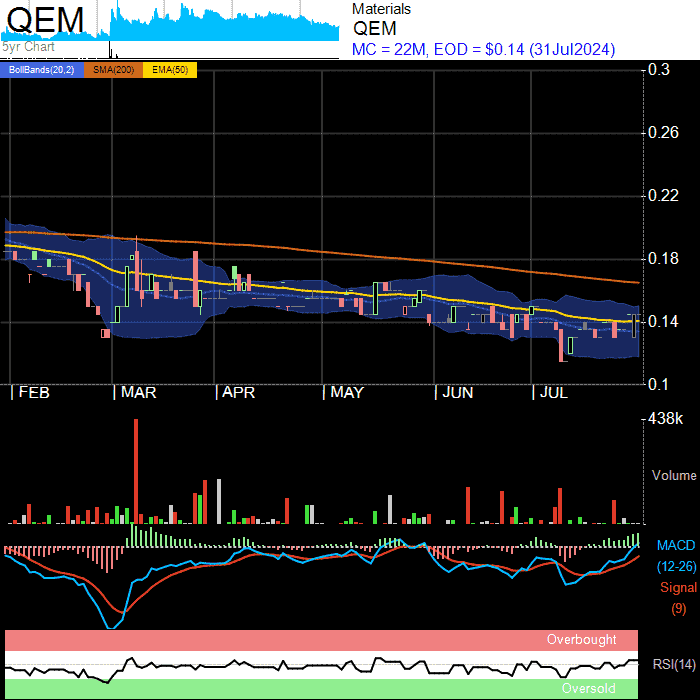 QEM
5yr Chart
Materials
QEM
MC = 22M, EOD = $0.14 (31Jul2024)
BollBands(20,2) SMA(200) EMA(50)
0.3
0.26
0.22
0.18
0.14
0.1
FEB MAR APR MAY JUN JUL
438k
Volume
MACD
(12-26)
Signal
(9)
Overbought
RSI(14)
Oversold